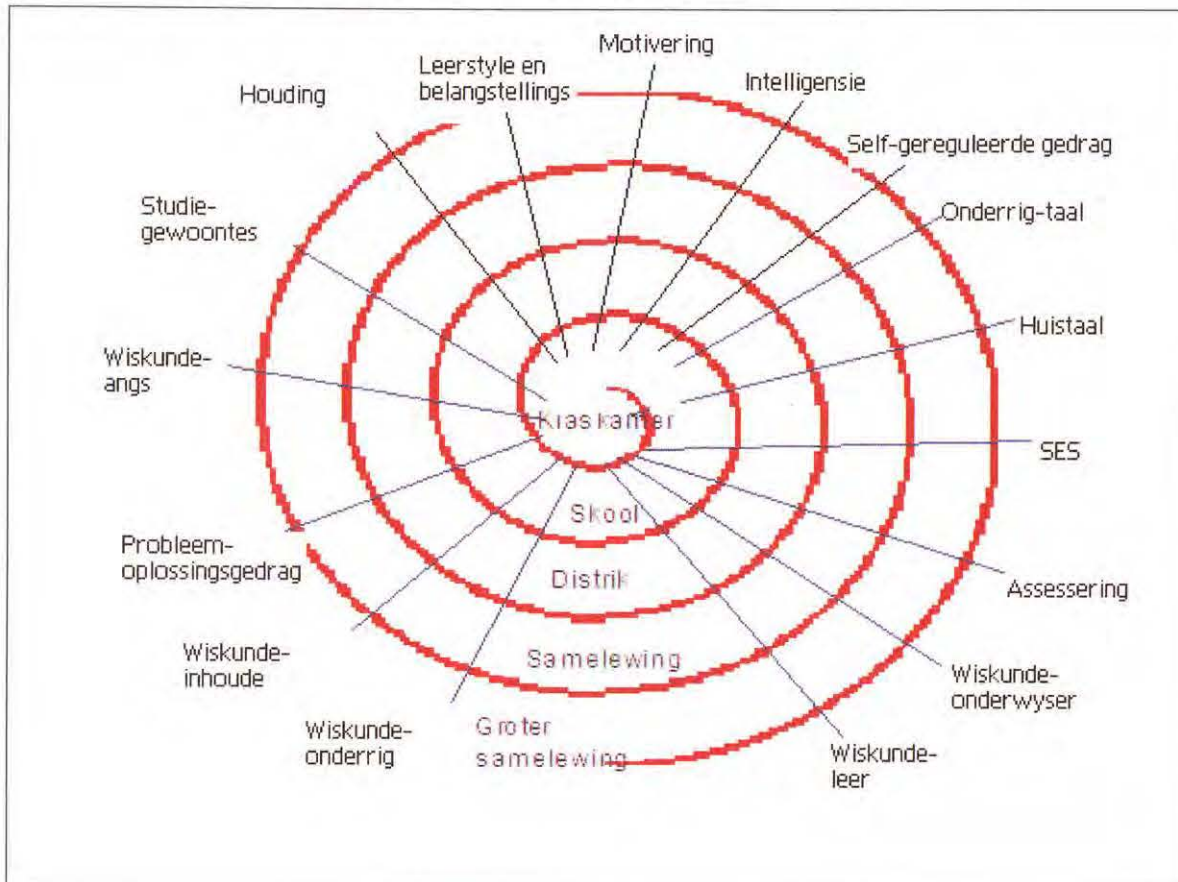 Motivering
Leerstyle en
belangstellings
Intelligensie
Houding
Self-gereguleerde gedrag
Studie-
gewoontes
Onderrig-taal
Huistaal
Wiskunde-
angs
Klaskamer
SES
Skool
Probleem-
oplossingsgedrag
Distrik
Assessering
Wiskunde-
inhoude
Samelewing
Wiskunde-
onderwyser
Wiskunde-
onderrig
Groter
samelewing
Wiskunde-
leer